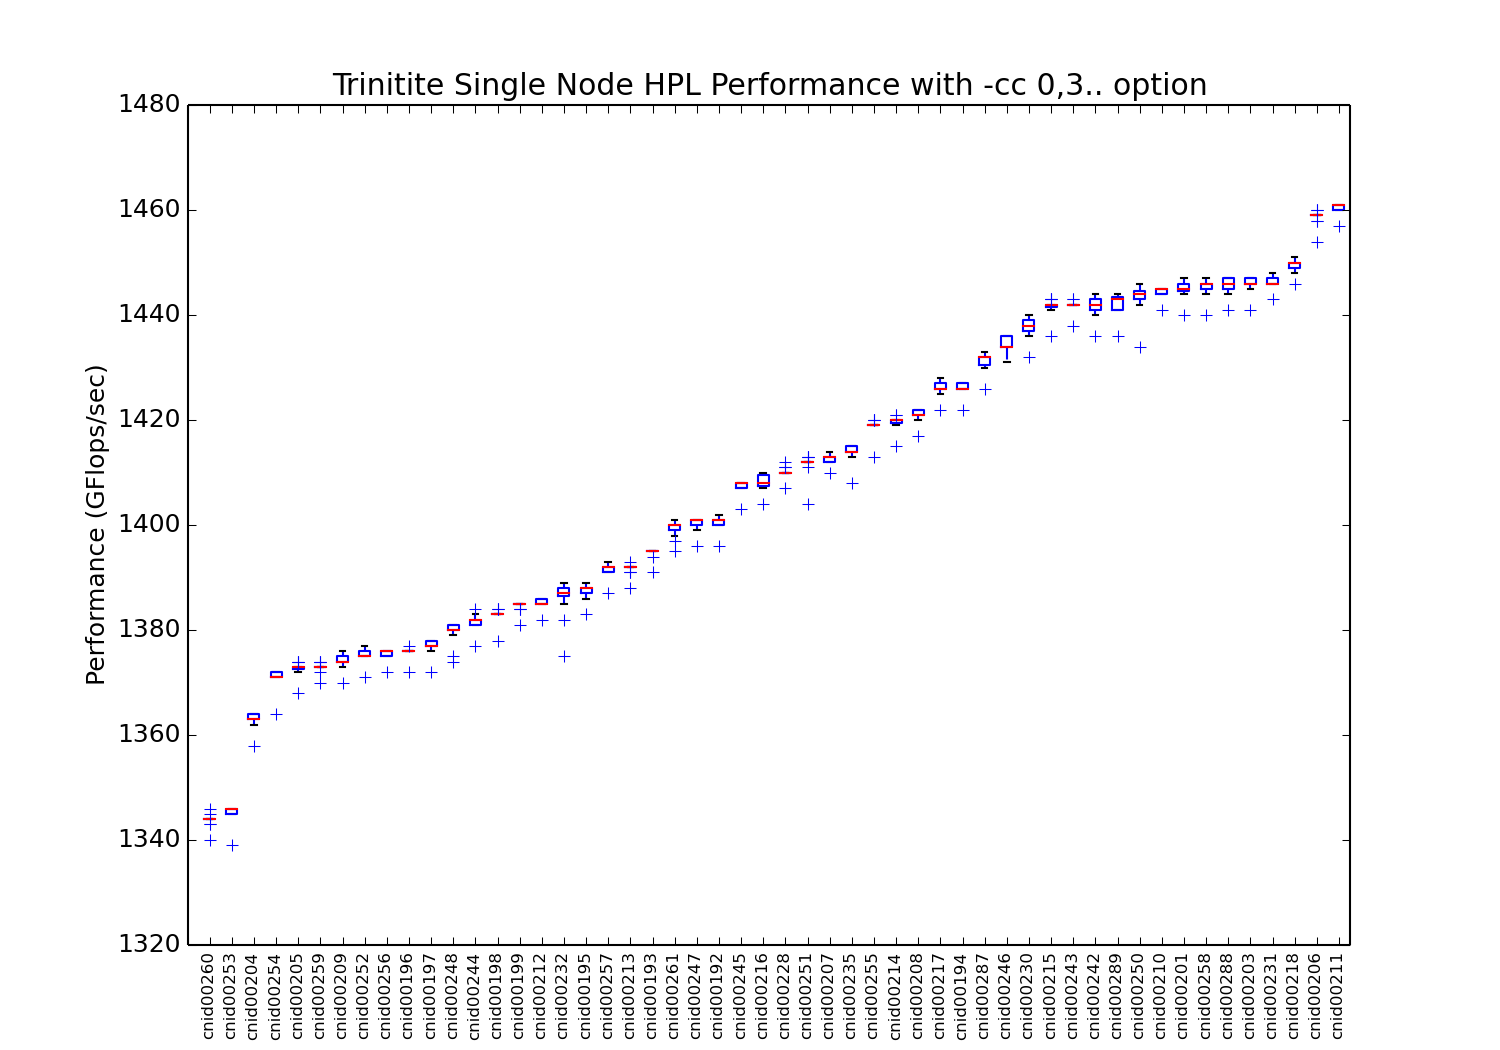 Trinitite Single Node HPL Performance with -cc 0,3.. option
1480
1460
1440
1420
1400
1380
1360
1340
1320
Performance (GFlops/sec)
cnid00260
cnid00253
cnid00204
cnid00254
cnid00205
cnid00259
cnid00209
cnid00252
cnid00256
cnid00196
cnid00197
cnid00248
cnid00244
cnid00198
cnid00199
cnid00212
cnid00232
cnid00195
cnid00257
cnid00213
cnid00193
cnid00261
cnid00247
cnid00192
cnid00245
cnid00216
cnid00228
cnid00251
cnid00207
cnid00235
cnid00255
cnid00214
cnid00208
cnid00217
cnid00194
cnid00287
cnid00246
cnid00230
cnid00215
cnid00243
cnid00242
cnid00289
cnid00250
cnid00210
cnid00201
cnid00258
cnid00288
cnid00203
cnid00231
cnid00218
cnid00206
cnid00211